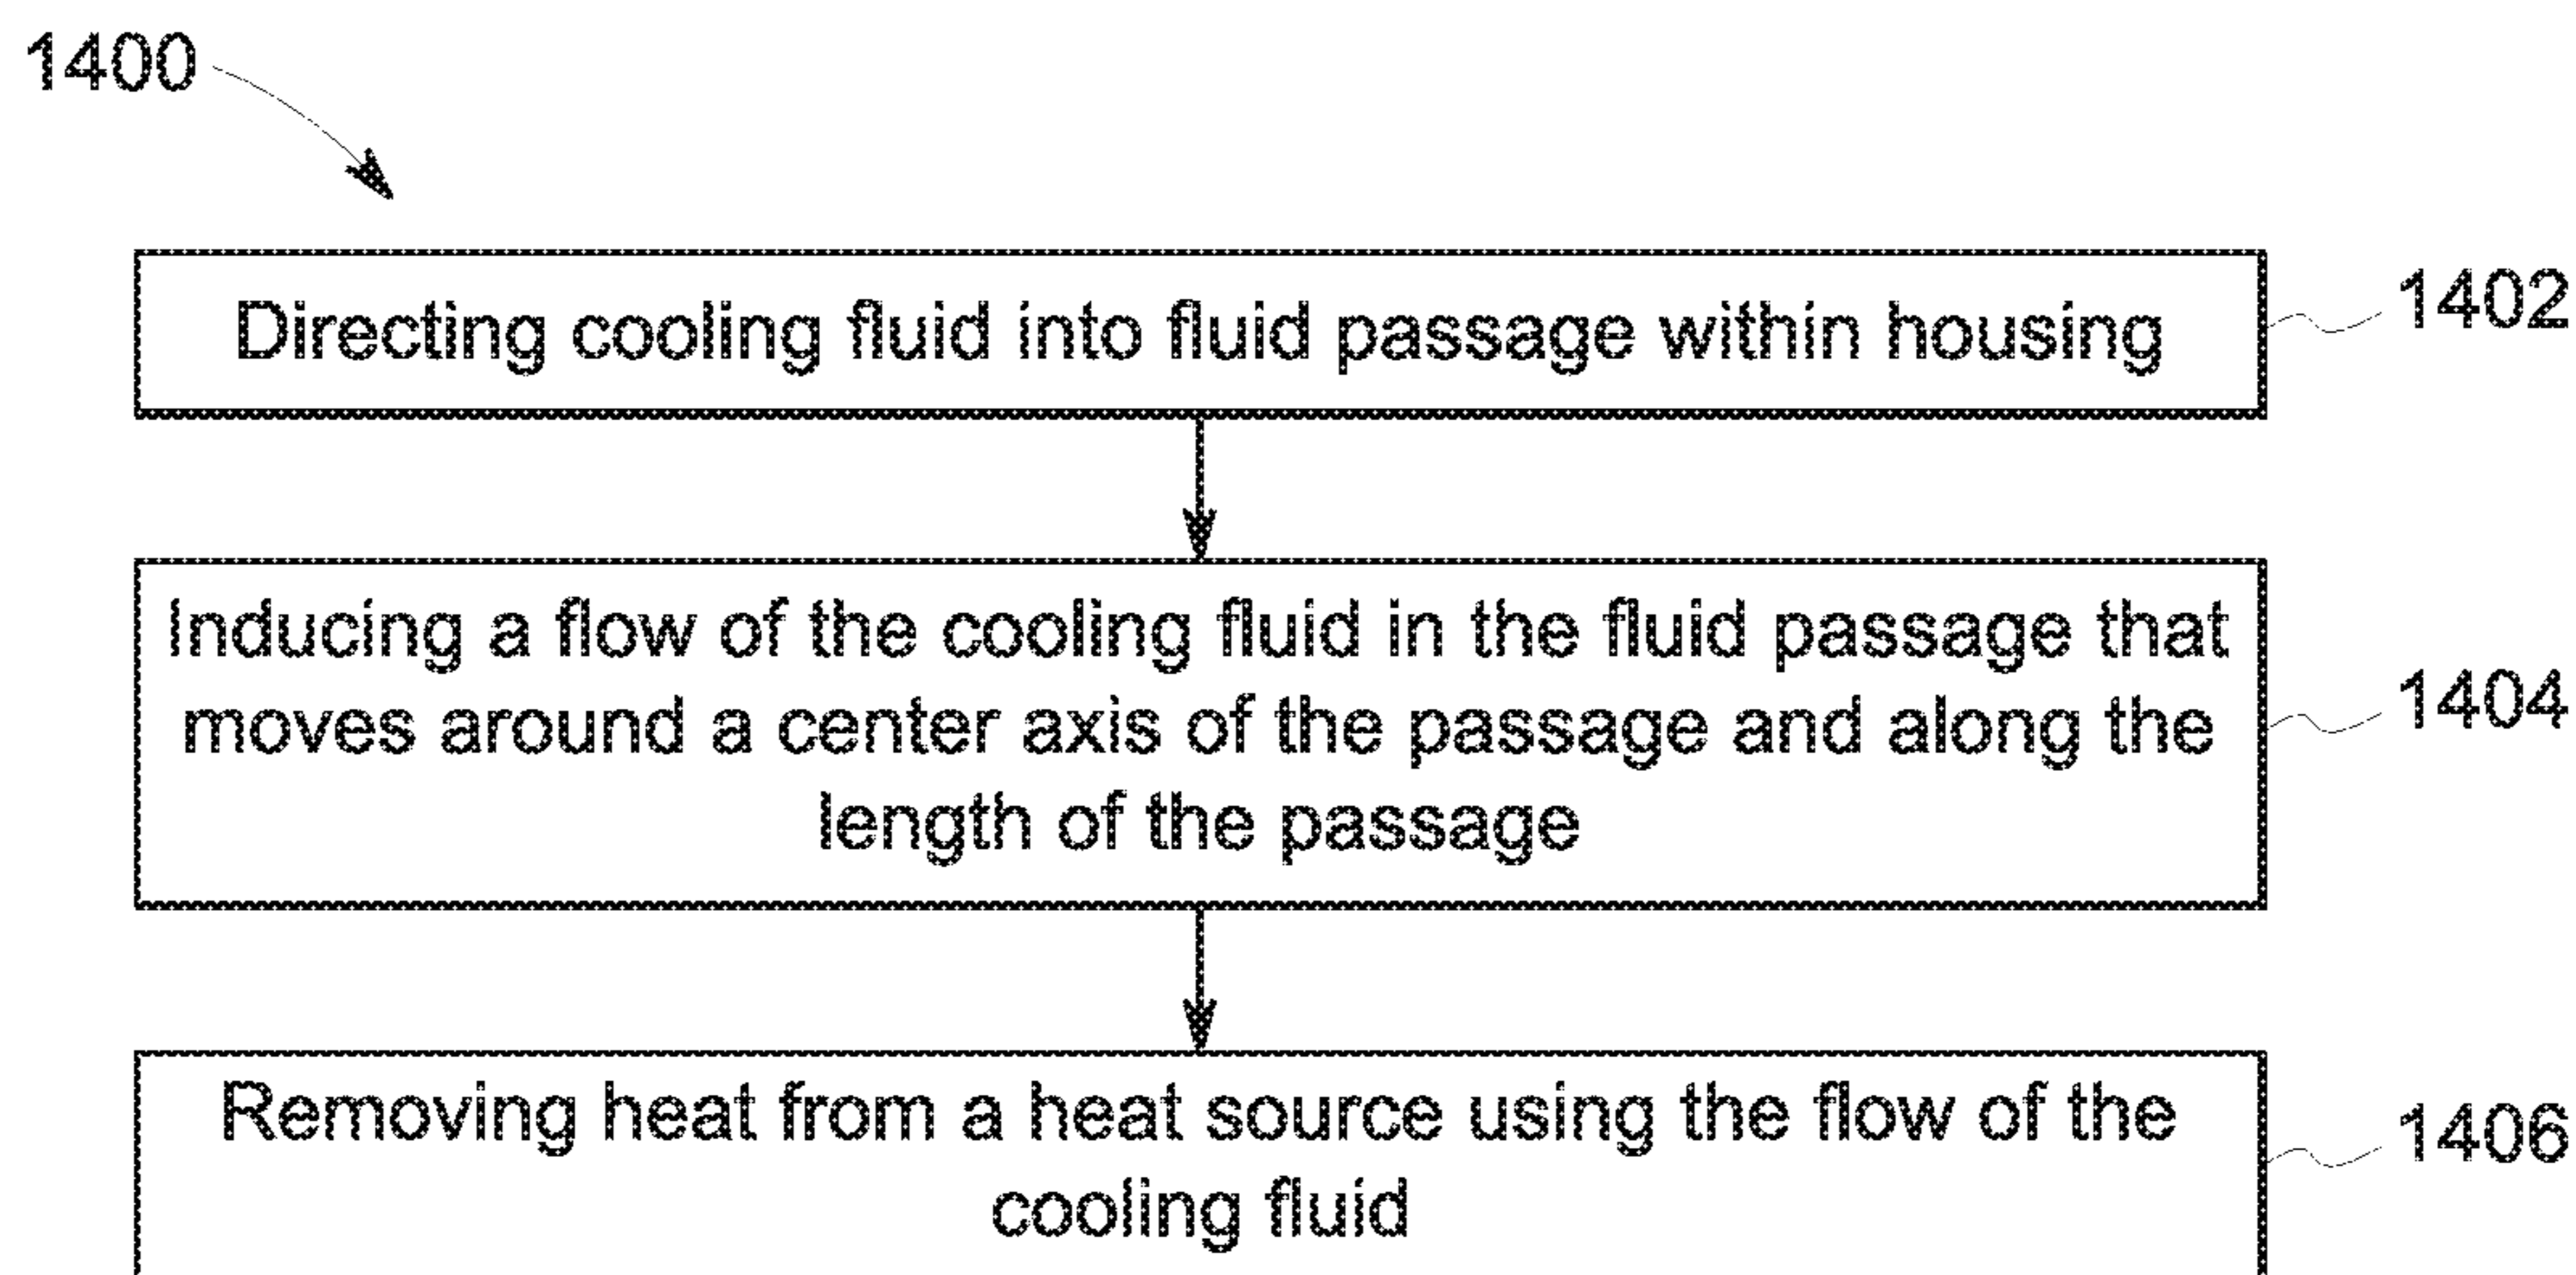 1400
Directing cooling fluid into fluid passage within housing
1402
Inducing a flow of the cooling fluid in the fluid passage that
moves around a center axis of the passage and along the
length of the passage
1404
Removing heat from a heat source using the flow of the
cooling fluid
1406